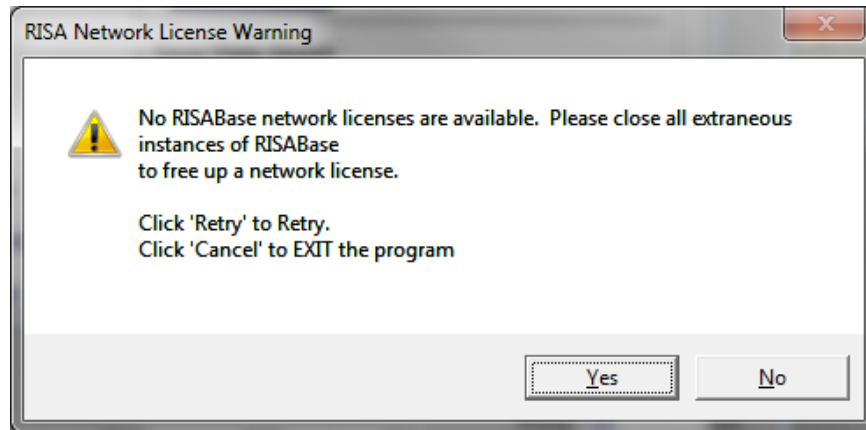 RISA Network License Warning
No RISABase network licenses are available.  Please close all extraneous
instances of RISABase
to free up a network license.
Click 'Retry' to Retry.
Click 'Cancel' to EXIT the program
Yes
No